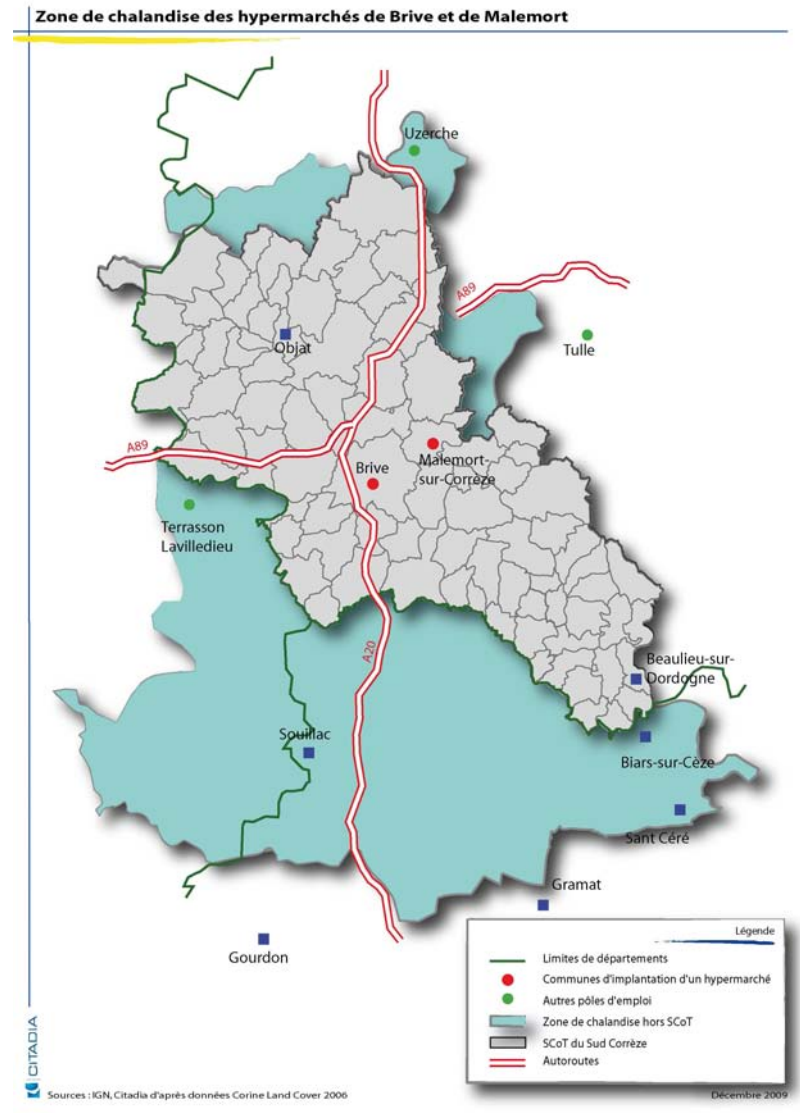 Zone de chalandise des hypermarchés de Brive et de Malemort
Uzerche
A89
Tulle
Objat
A89
Brive
Malemort-
sur-Corrèze
Terrasson
Lavilledieu
A20
Beaulieu-sur-
Dordogne
Souillac
Biars-sur-Cèze
Sant Céré
Gramat
Gourdon
Légende
Limites de départements
Communes d'implantation d'un hypermarché
Autres pôles d'emploi
Zone de chalandise hors SCoT
SCoT du Sud Corrèze
Autoroutes
CITADIA
Sources : IGN, Citadia d'après données Corine Land Cover 2006
Décembre 2009